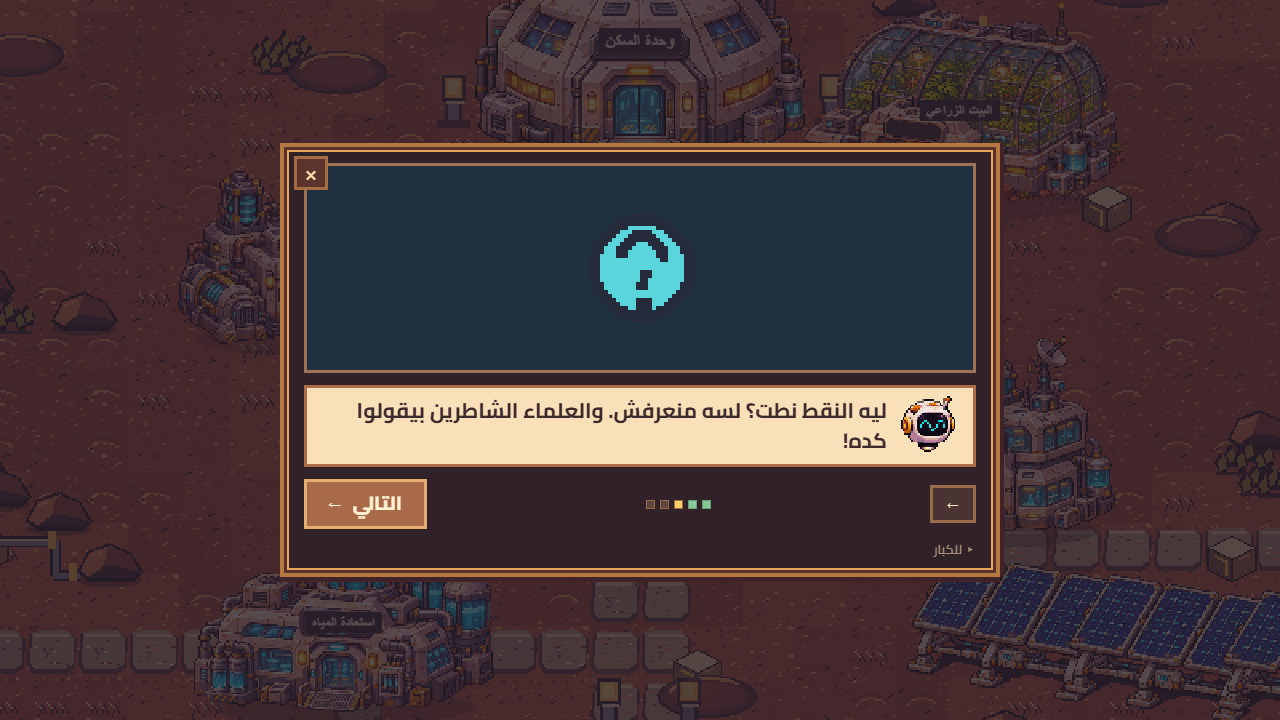 وحدة السكن
البيت الزراعي
×
ليه النقط نطت؟ لسه منعرفش. والعلماء الشاطرين بيقولوا
كده!
←
التالي ←
‣ للكبار
استعادة المياه